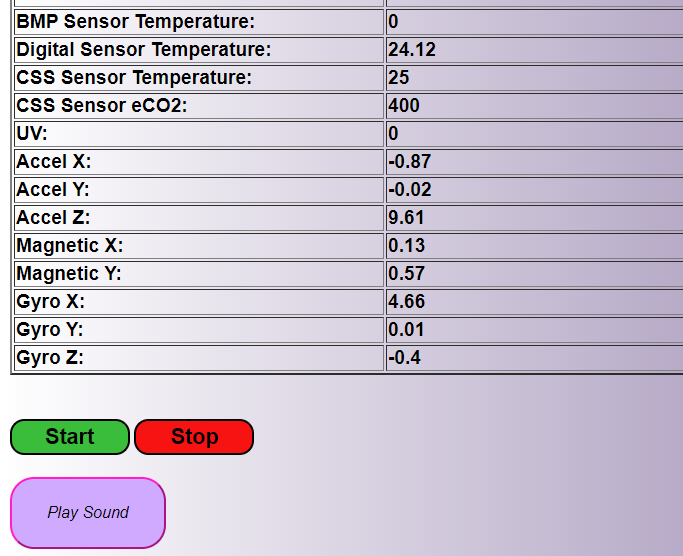 BMP Sensor Temperature: 0
Digital Sensor Temperature: 24.12
CSS Sensor Temperature: 25
CSS Sensor eCO2: 400
UV: 0
Accel X: -0.87
Accel Y: -0.02
Accel Z: 9.61
Magnetic X: 0.13
Magnetic Y: 0.57
Gyro X: 4.66
Gyro Y: 0.01
Gyro Z: -0.4
Start Stop
Play Sound